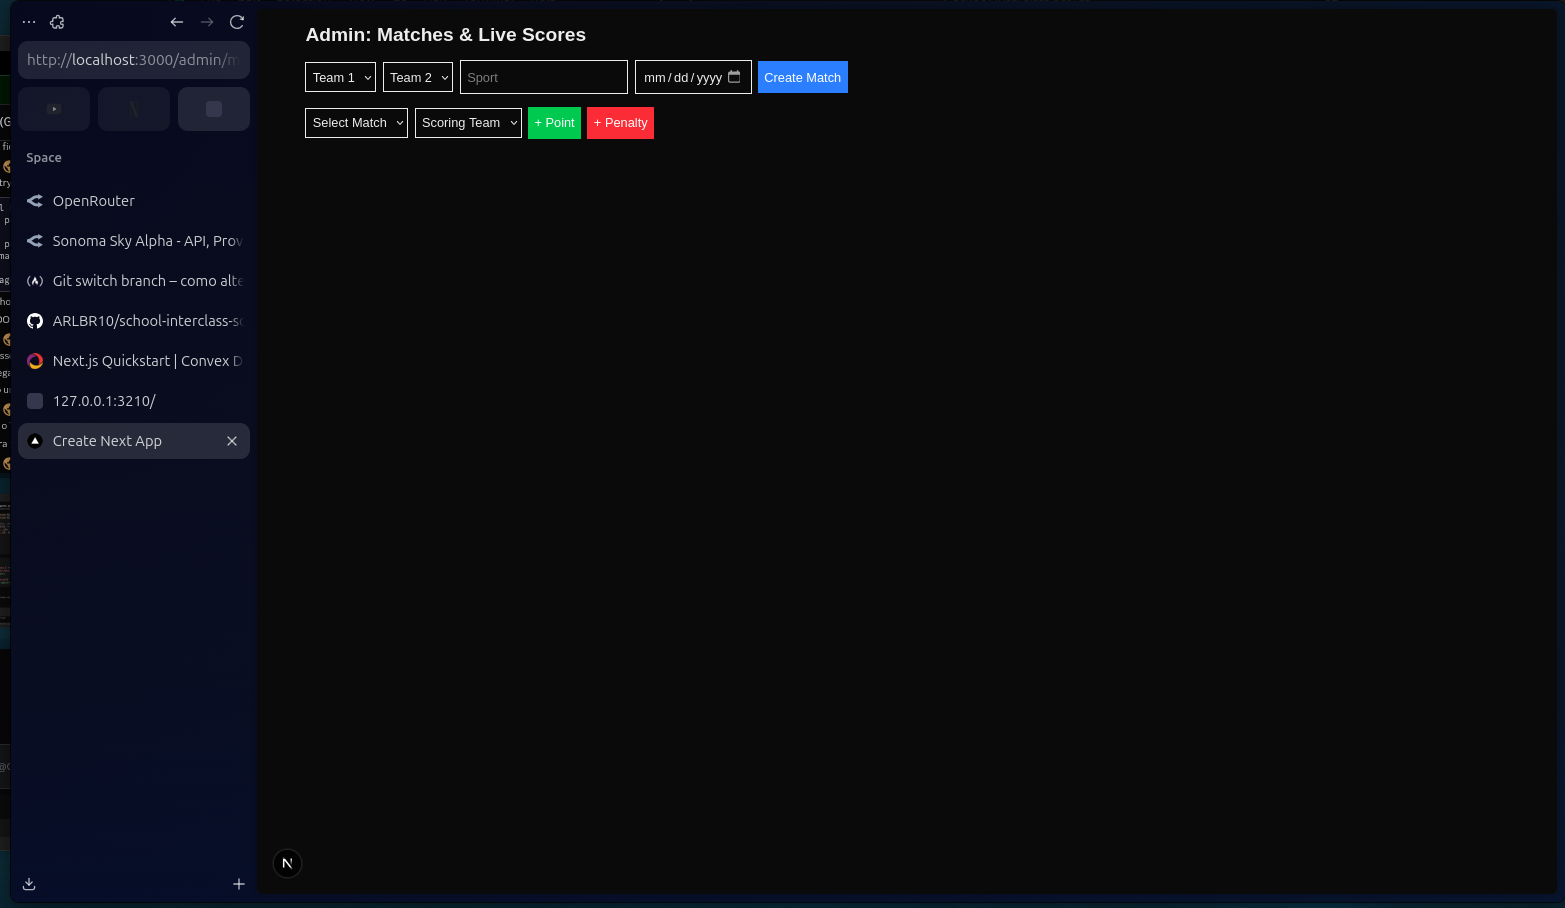 http://localhost:3000/admin/m
Space
OpenRouter
Sonoma Sky Alpha - API, Prov
Git switch branch – como alte
ARLBR10/school-interclass-sc
Next.js Quickstart | Convex D
127.0.0.1:3210/
Create Next App
Admin: Matches & Live Scores
Team 1 Team 2 Sport mm/dd/yyyy Create Match
Select Match Scoring Team + Point + Penalty
N